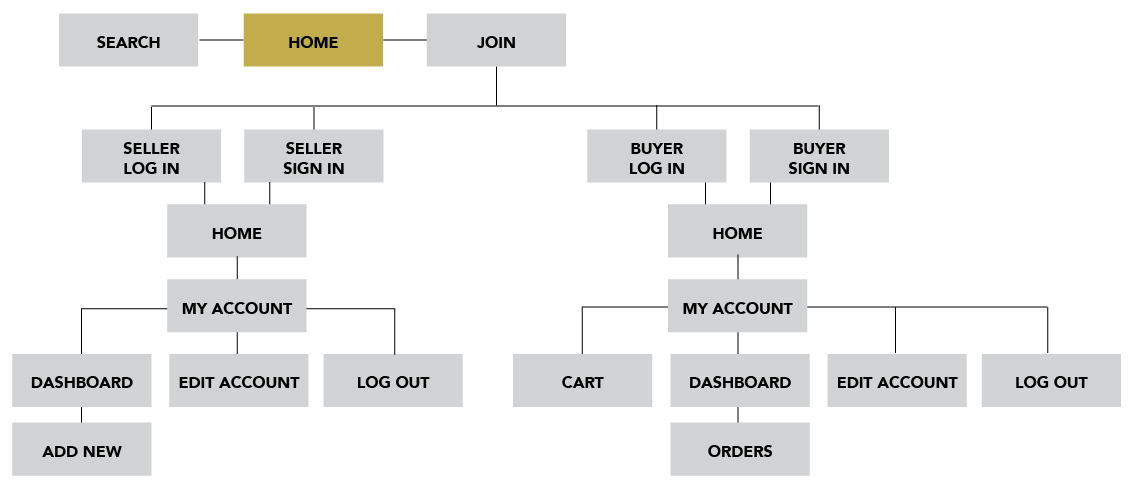 SEARCH
HOME
JOIN
SELLER
LOG IN
SELLER
SIGN IN
BUYER
LOG IN
BUYER
SIGN IN
HOME
HOME
MY ACCOUNT
MY ACCOUNT
DASHBOARD
EDIT ACCOUNT
LOG OUT
CART
DASHBOARD
EDIT ACCOUNT
LOG OUT
ADD NEW
ORDERS